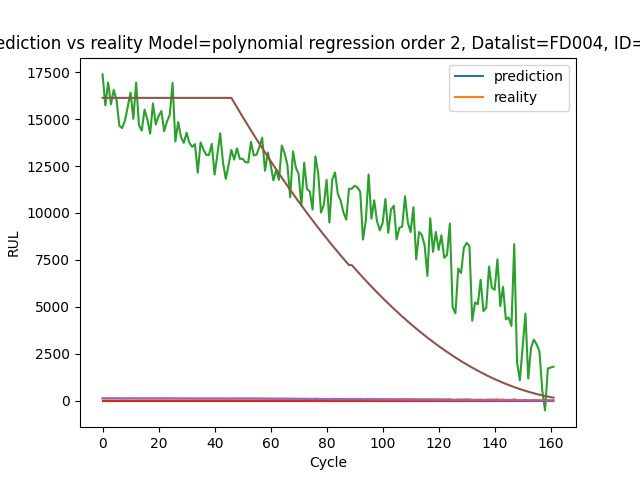 ediction vs reality Model=polynomial regression order 2, Datalist=FD004, ID=
17500
15000
12500
10000
7500
5000
2500
0
RUL
prediction
reality
0 20 40 60 80 100 120 140 160
Cycle